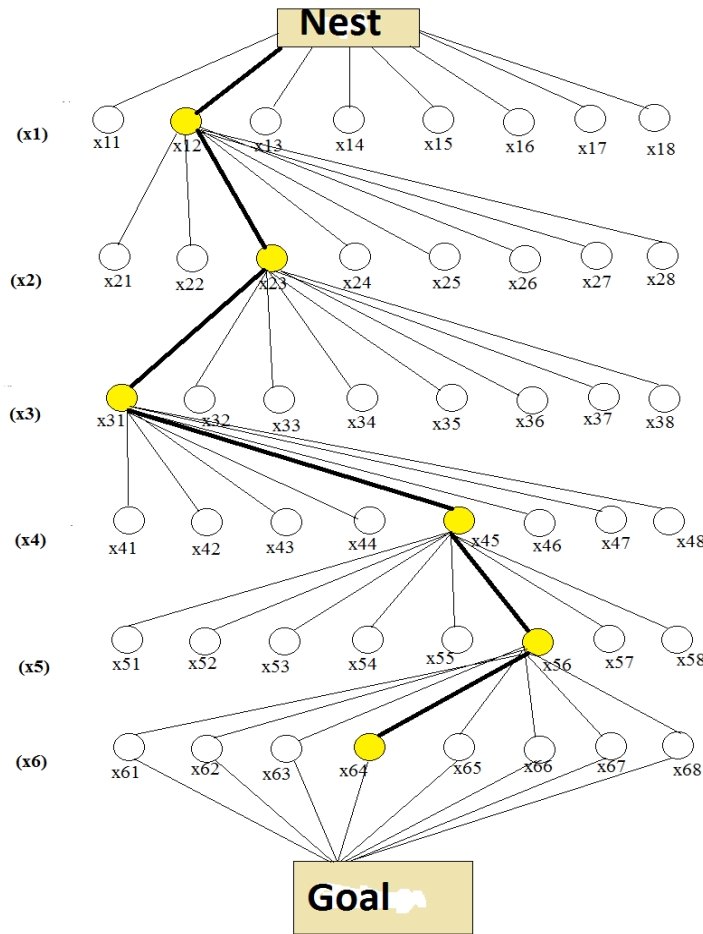 Nest
(x1)
x11 x12 x13 x14 x15 x16 x17 x18
(x2)
x21 x22 x23 x24 x25 x26 x27 x28
(x3)
x31 x32 x33 x34 x35 x36 x37 x38
(x4)
x41 x42 x43 x44 x45 x46 x47 x48
(x5)
x51 x52 x53 x54 x55 x56 x57 x58
(x6)
x61 x62 x63 x64 x65 x66 x67 x68
Goal